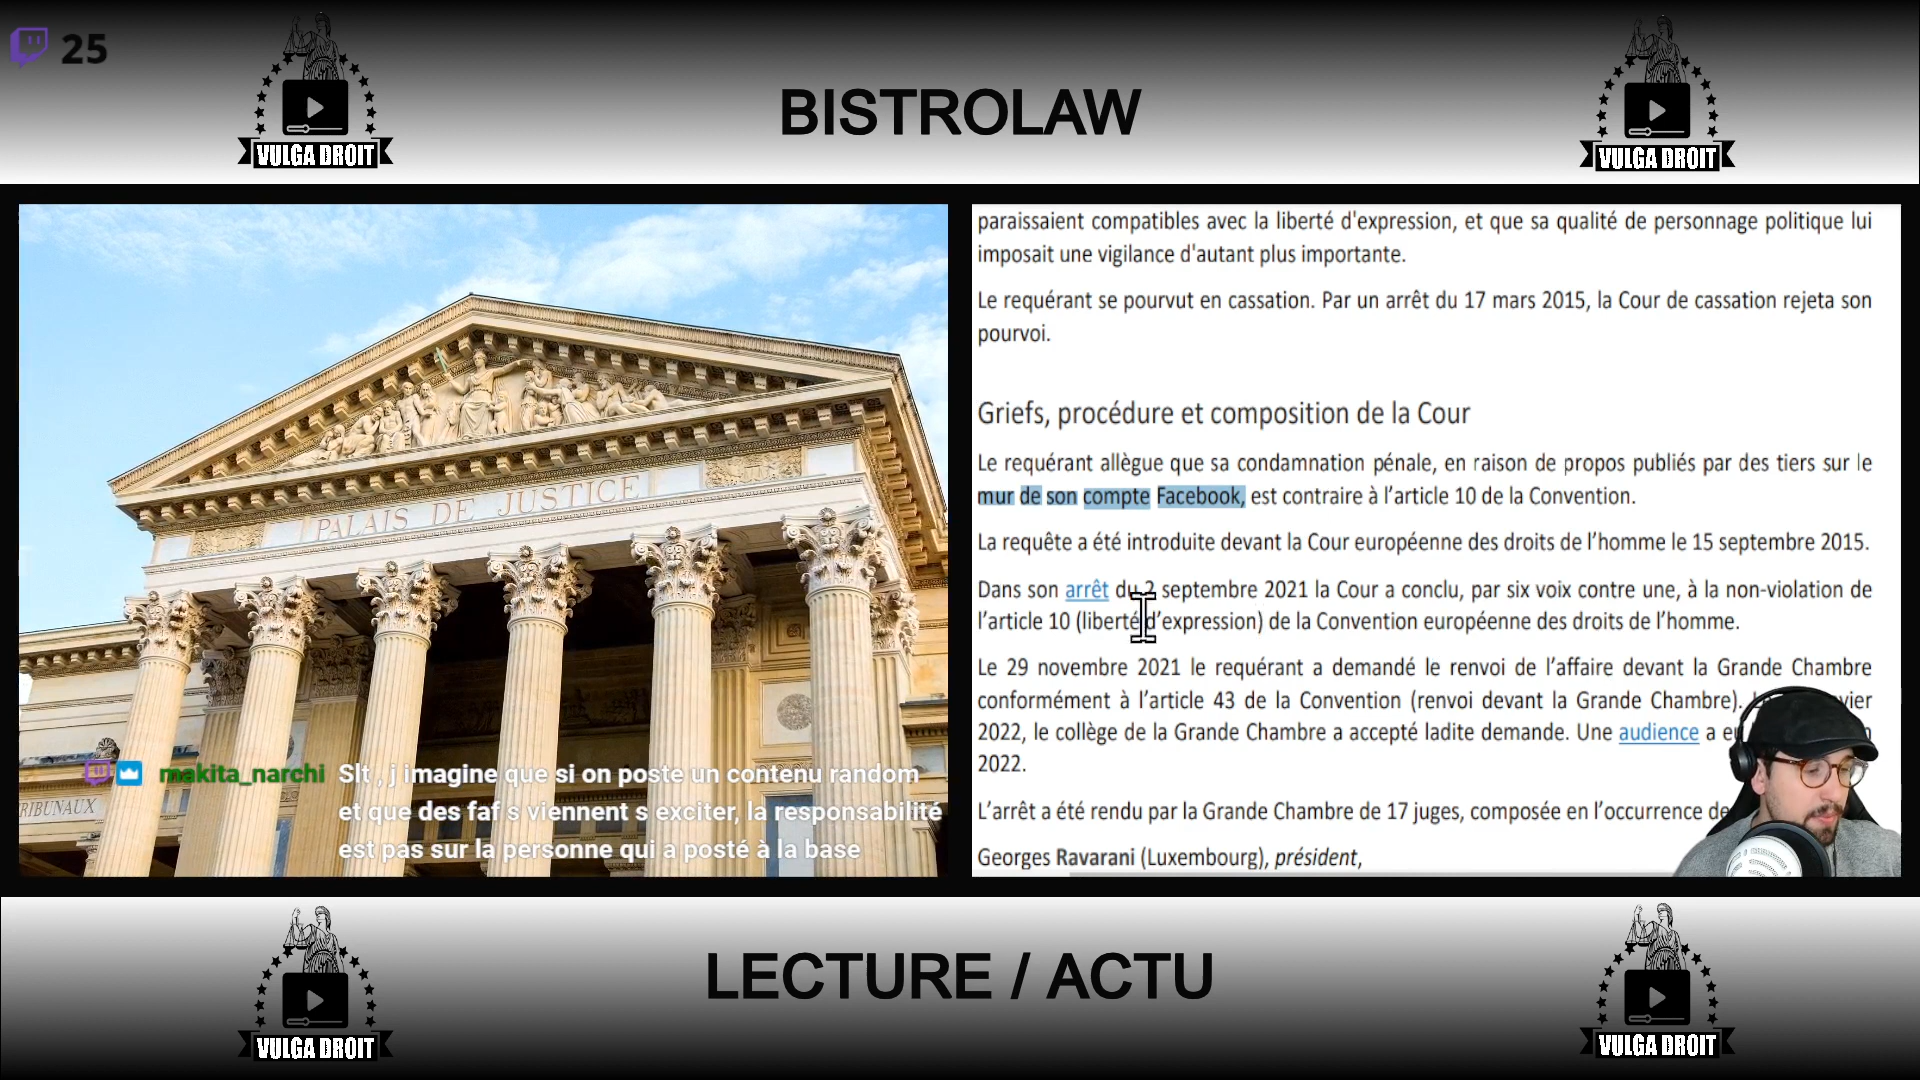 25
BISTROLAW
VULGA DROIT
VULGA DROIT
PALAIS DE JUSTICE
TRIBUNAUX
makita_narchi Slt , j imagine que si on poste un contenu random
et que des faf s viennent s exciter, la responsabilité
est pas sur la personne qui a posté à la base
paraissaient compatibles avec la liberté d'expression, et que sa qualité de personnage politique lui
imposait une vigilance d'autant plus importante.
Le requérant se pourvut en cassation. Par un arrêt du 17 mars 2015, la Cour de cassation rejeta son
pourvoi.
Griefs, procédure et composition de la Cour
Le requérant allègue que sa condamnation pénale, en raison de propos publiés par des tiers sur le
mur de son compte Facebook, est contraire à l’article 10 de la Convention.
La requête a été introduite devant la Cour européenne des droits de l’homme le 15 septembre 2015.
Dans son arrêt du 2 septembre 2021 la Cour a conclu, par six voix contre une, à la non-violation de
l’article 10 (liberté d’expression) de la Convention européenne des droits de l’homme.
Le 29 novembre 2021 le requérant a demandé le renvoi de l’affaire devant la Grande Chambre
conformément à l’article 43 de la Convention (renvoi devant la Grande Chambre).
2022, le collège de la Grande Chambre a accepté ladite demande. Une audience a
2022.
L’arrêt a été rendu par la Grande Chambre de 17 juges, composée en l’occurrence de
Georges Ravarani (Luxembourg), président,
LECTURE / ACTU
VULGA DROIT
VULGA DROIT